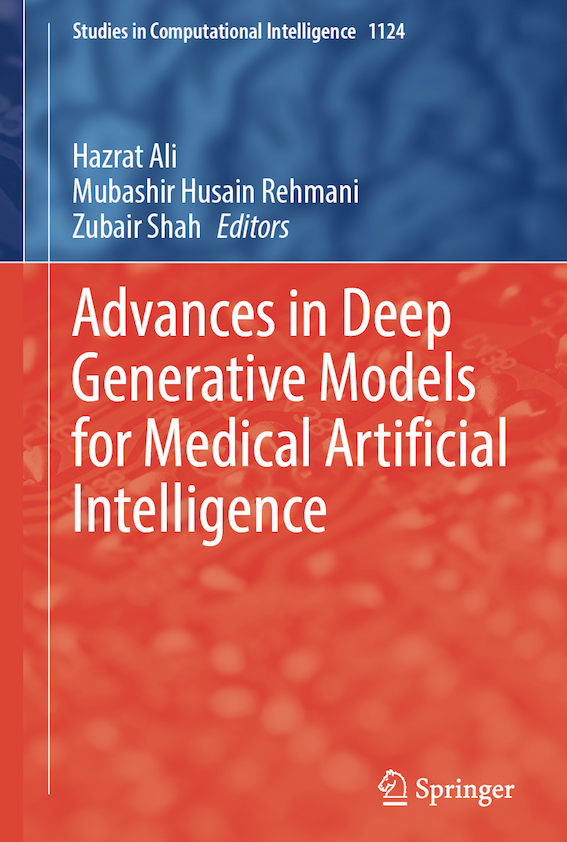 Studies in Computational Intelligence 1124
Hazrat Ali
Mubashir Husain Rehmani
Zubair Shah Editors
Advances in Deep
Generative Models
for Medical Artificial
Intelligence
Springer